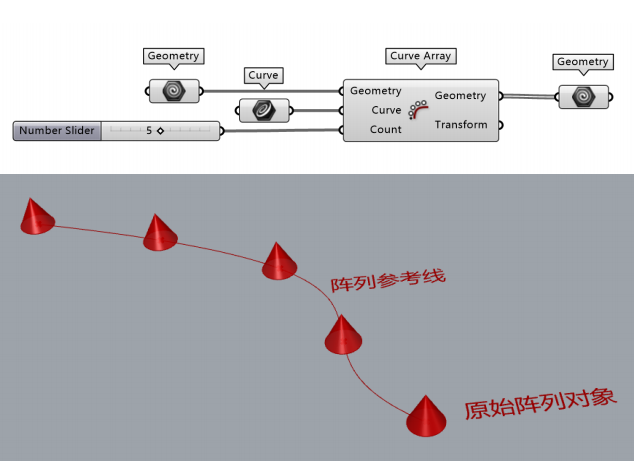 Geometry
Curve
Curve Array
Geometry
Geometry
Curve
Count
Geometry
Transform
Number Slider
5
阵列参考线
原始阵列对象